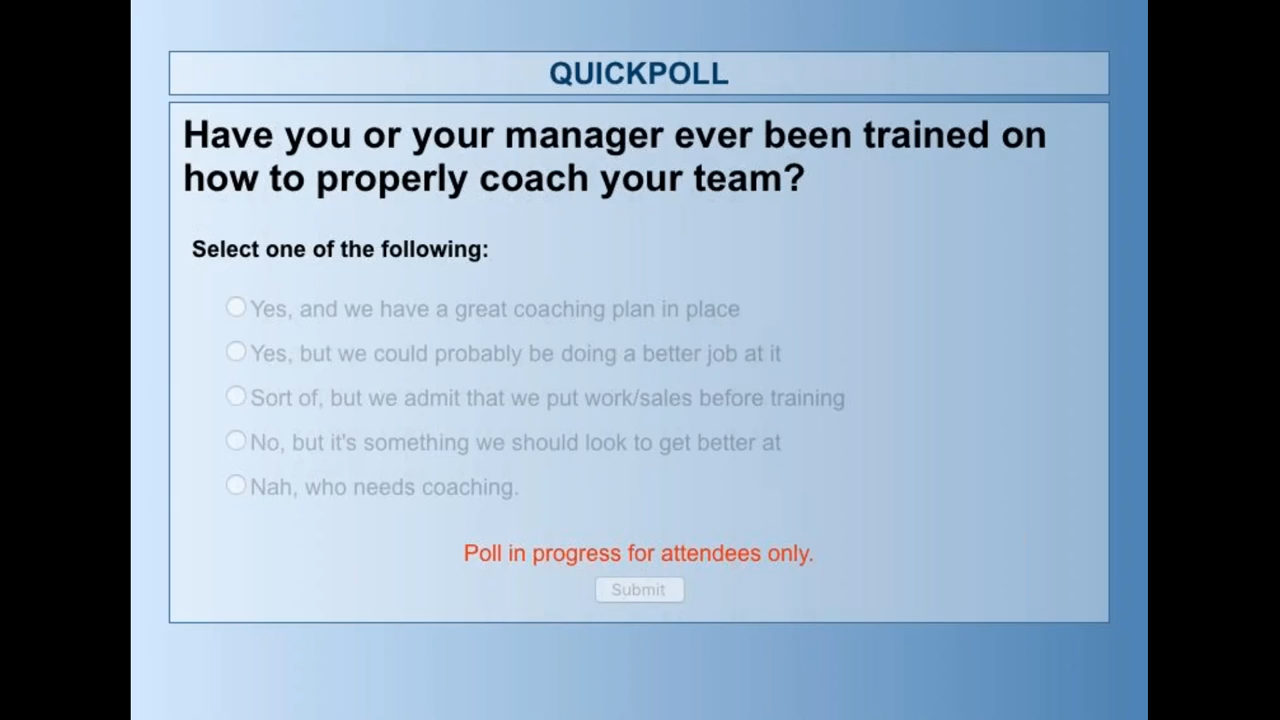 QUICKPOLL
Have you or your manager ever been trained on
how to properly coach your team?
Select one of the following:
Yes, and we have a great coaching plan in place
Yes, but we could probably be doing a better job at it
Sort of, but we admit that we put work/sales before training
No, but it's something we should look to get better at
Nah, who needs coaching.
Poll in progress for attendees only.
Submit